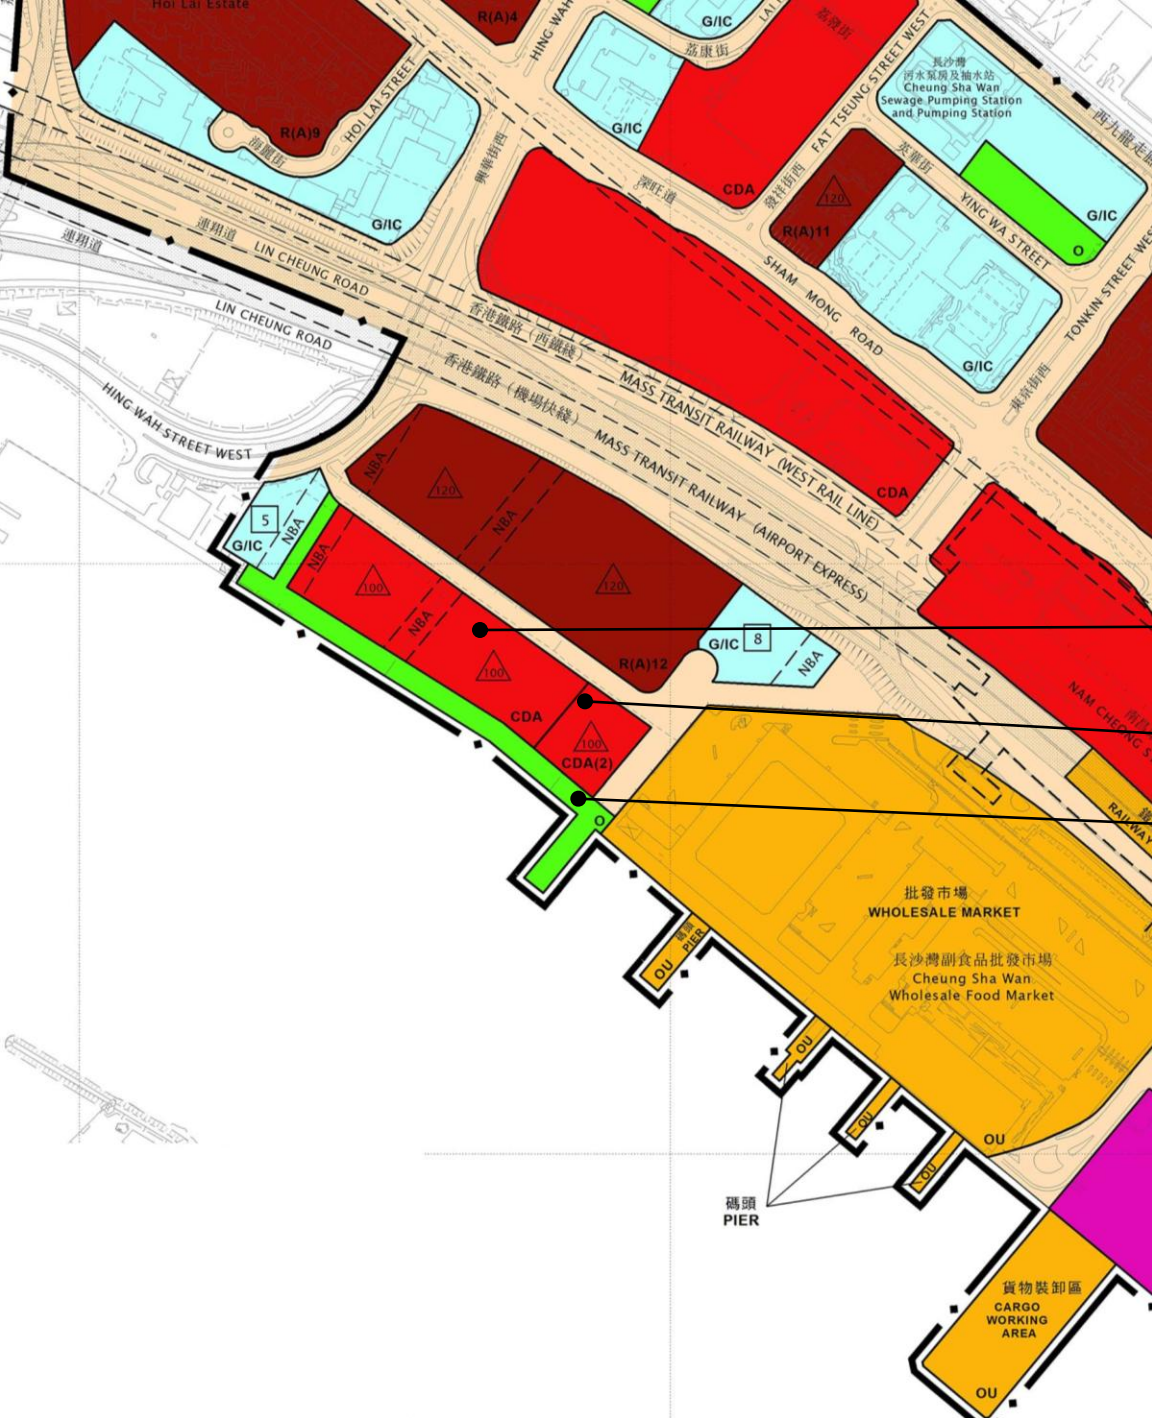 Hoi Lai Estate
R(A)4
HING WAH
G/IC
荔康街
荔發街
LAI
長沙灣
污水泵房及抽水站
Cheung Sha Wan
Sewage Pumping Station
and Pumping Station
FAT TSEUNG STREET WEST
西九龍走廊
HOI LAI STREET
R(A)9
海麗街
G/IC
興華街西
G/IC
深旺道
CDA
發祥街西
120
R(A)11
英華街
YING WA STREET
G/IC
O
TONKIN STREET WEST
連翔道
連翔道
LIN CHEUNG ROAD
LIN CHEUNG ROAD
SHAM MONG ROAD
G/IC
東京街西
香港鐵路（西鐵綫）
MASS TRANSIT RAILWAY (WEST RAIL LINE)
香港鐵路（機場快綫）
MASS TRANSIT RAILWAY (AIRPORT EXPRESS)
CDA
HING WAH STREET WEST
NBA
120
NBA
5
G/IC
NBA
NBA
100
NBA
120
100
R(A)12
G/IC
8
NBA
CDA
100
CDA(2)
O
NAM CHEONG
南昌
鐵
RAILWAY
批發市場
WHOLESALE MARKET
長沙灣副食品批發市場
Cheung Sha Wan
Wholesale Food Market
碼頭
PIER
OU
OU
OU
OU
OU
碼頭
PIER
貨物裝卸區
CARGO
WORKING
AREA
OU